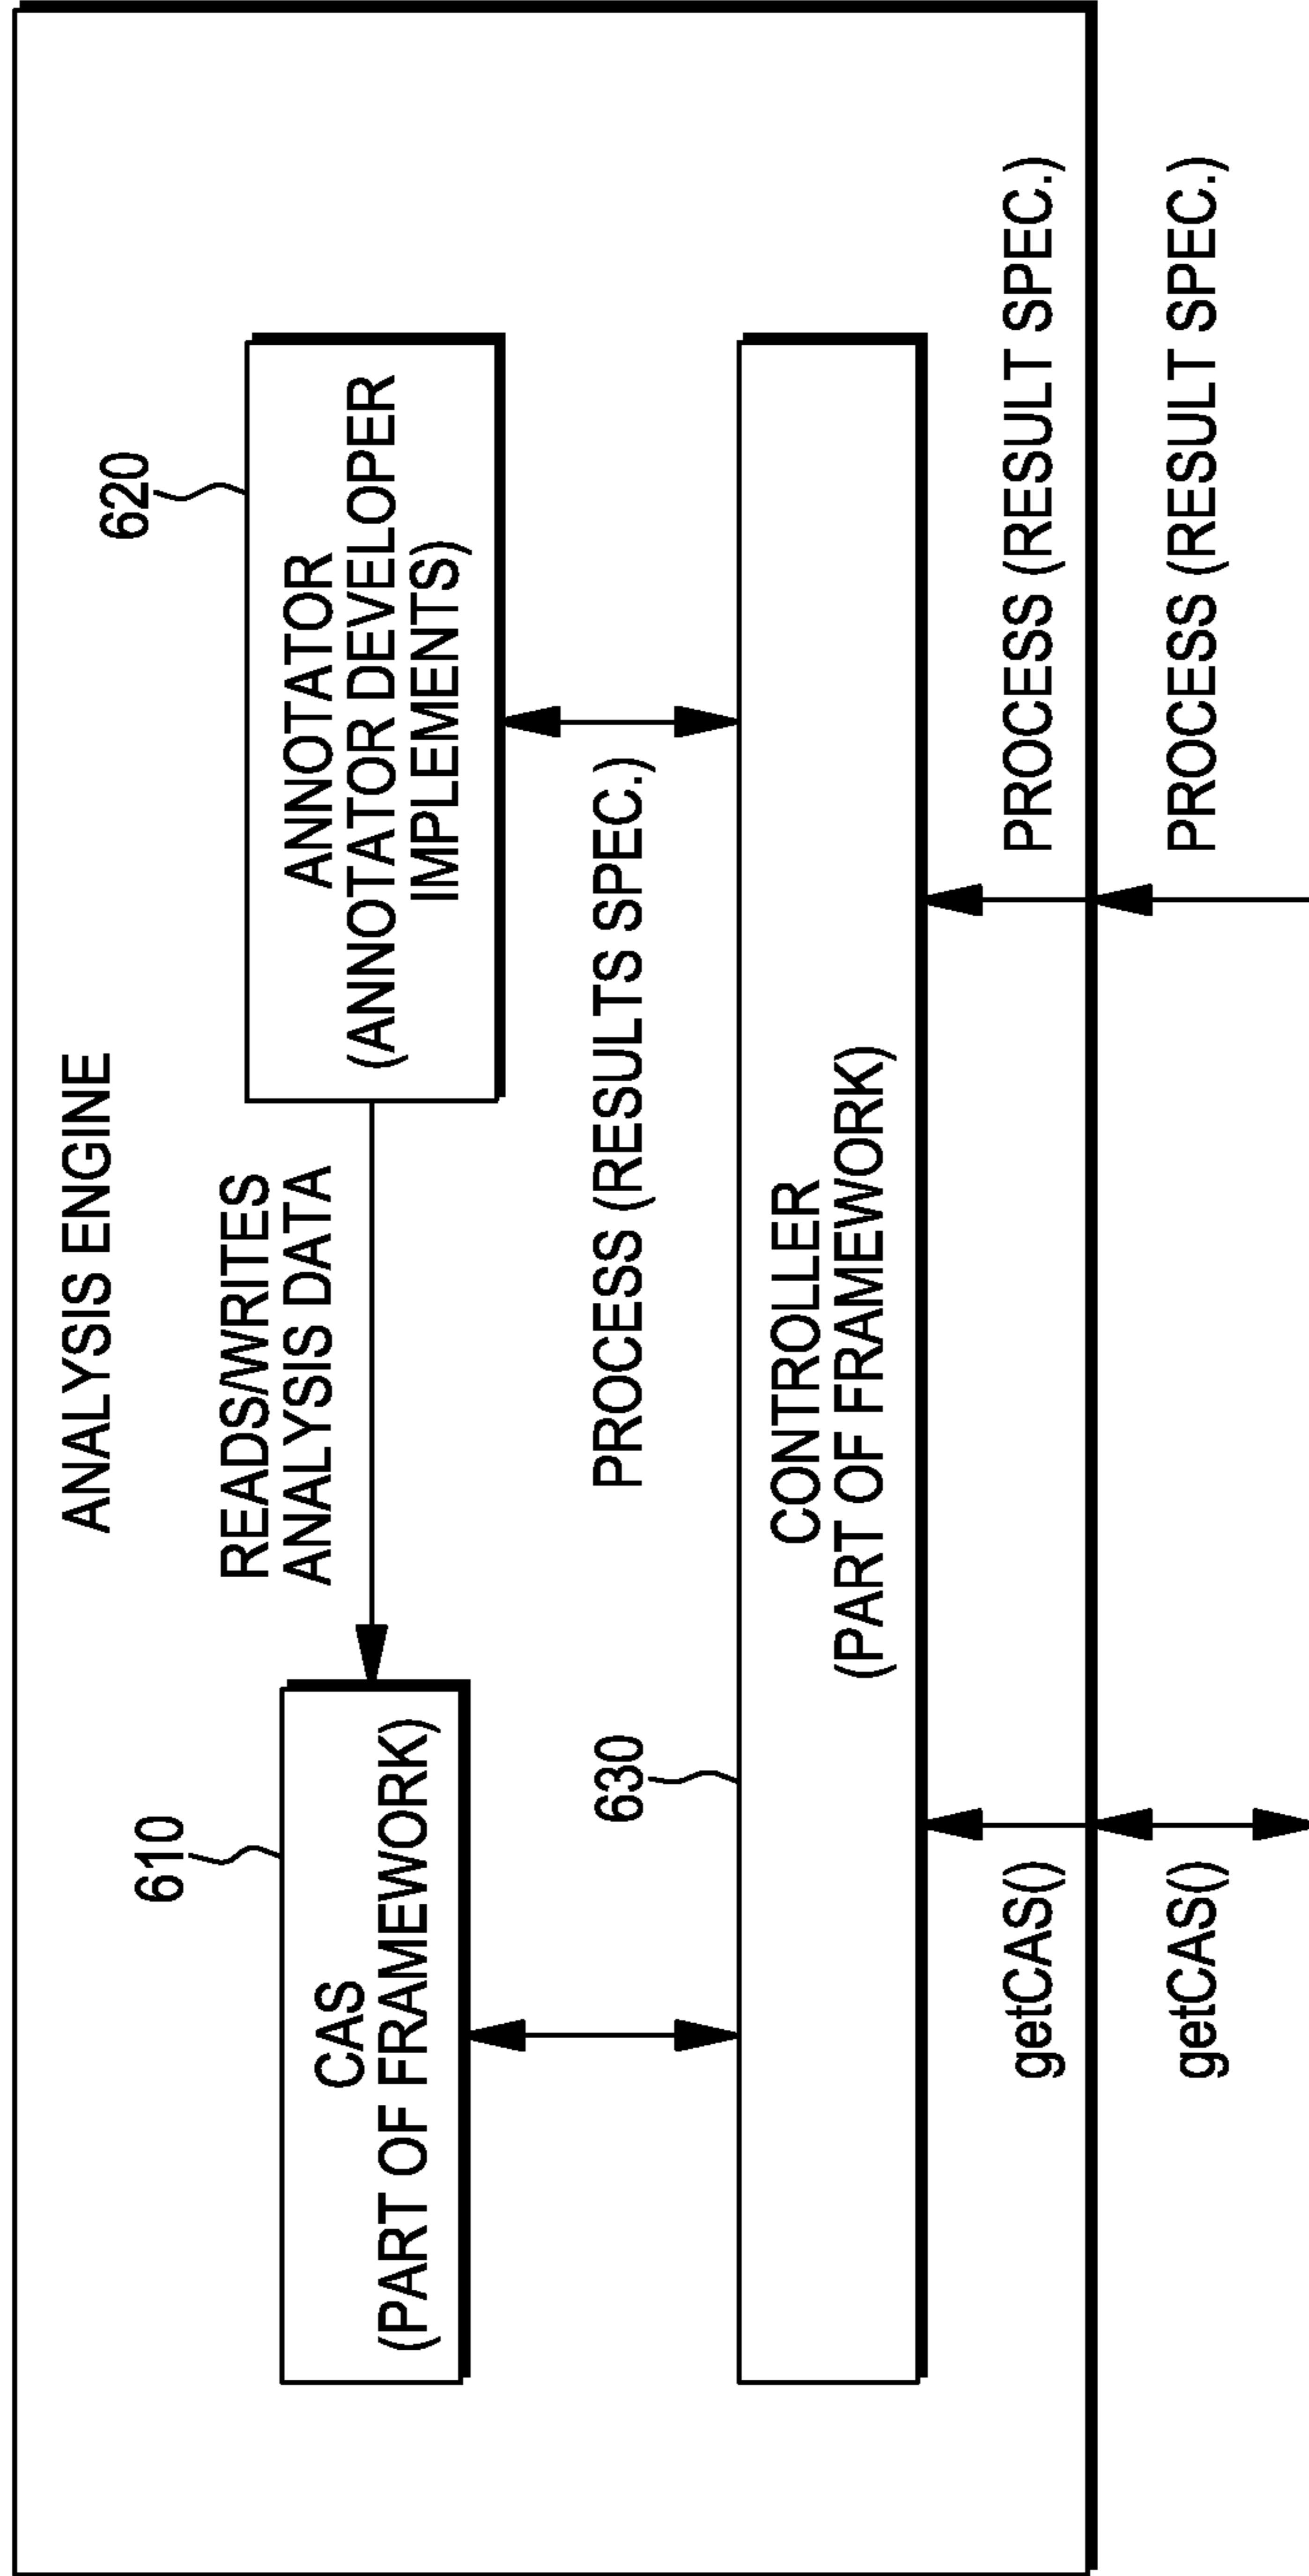 ANALYSIS ENGINE
610
CAS
(PART OF FRAMEWORK)
READS/WRITES
ANALYSIS DATA
620
ANNOTATOR
(ANNOTATOR DEVELOPER
IMPLEMENTS)
PROCESS (RESULTS SPEC.)
630
CONTROLLER
(PART OF FRAMEWORK)
getCAS()
PROCESS (RESULT SPEC.)
getCAS()
PROCESS (RESULT SPEC.)